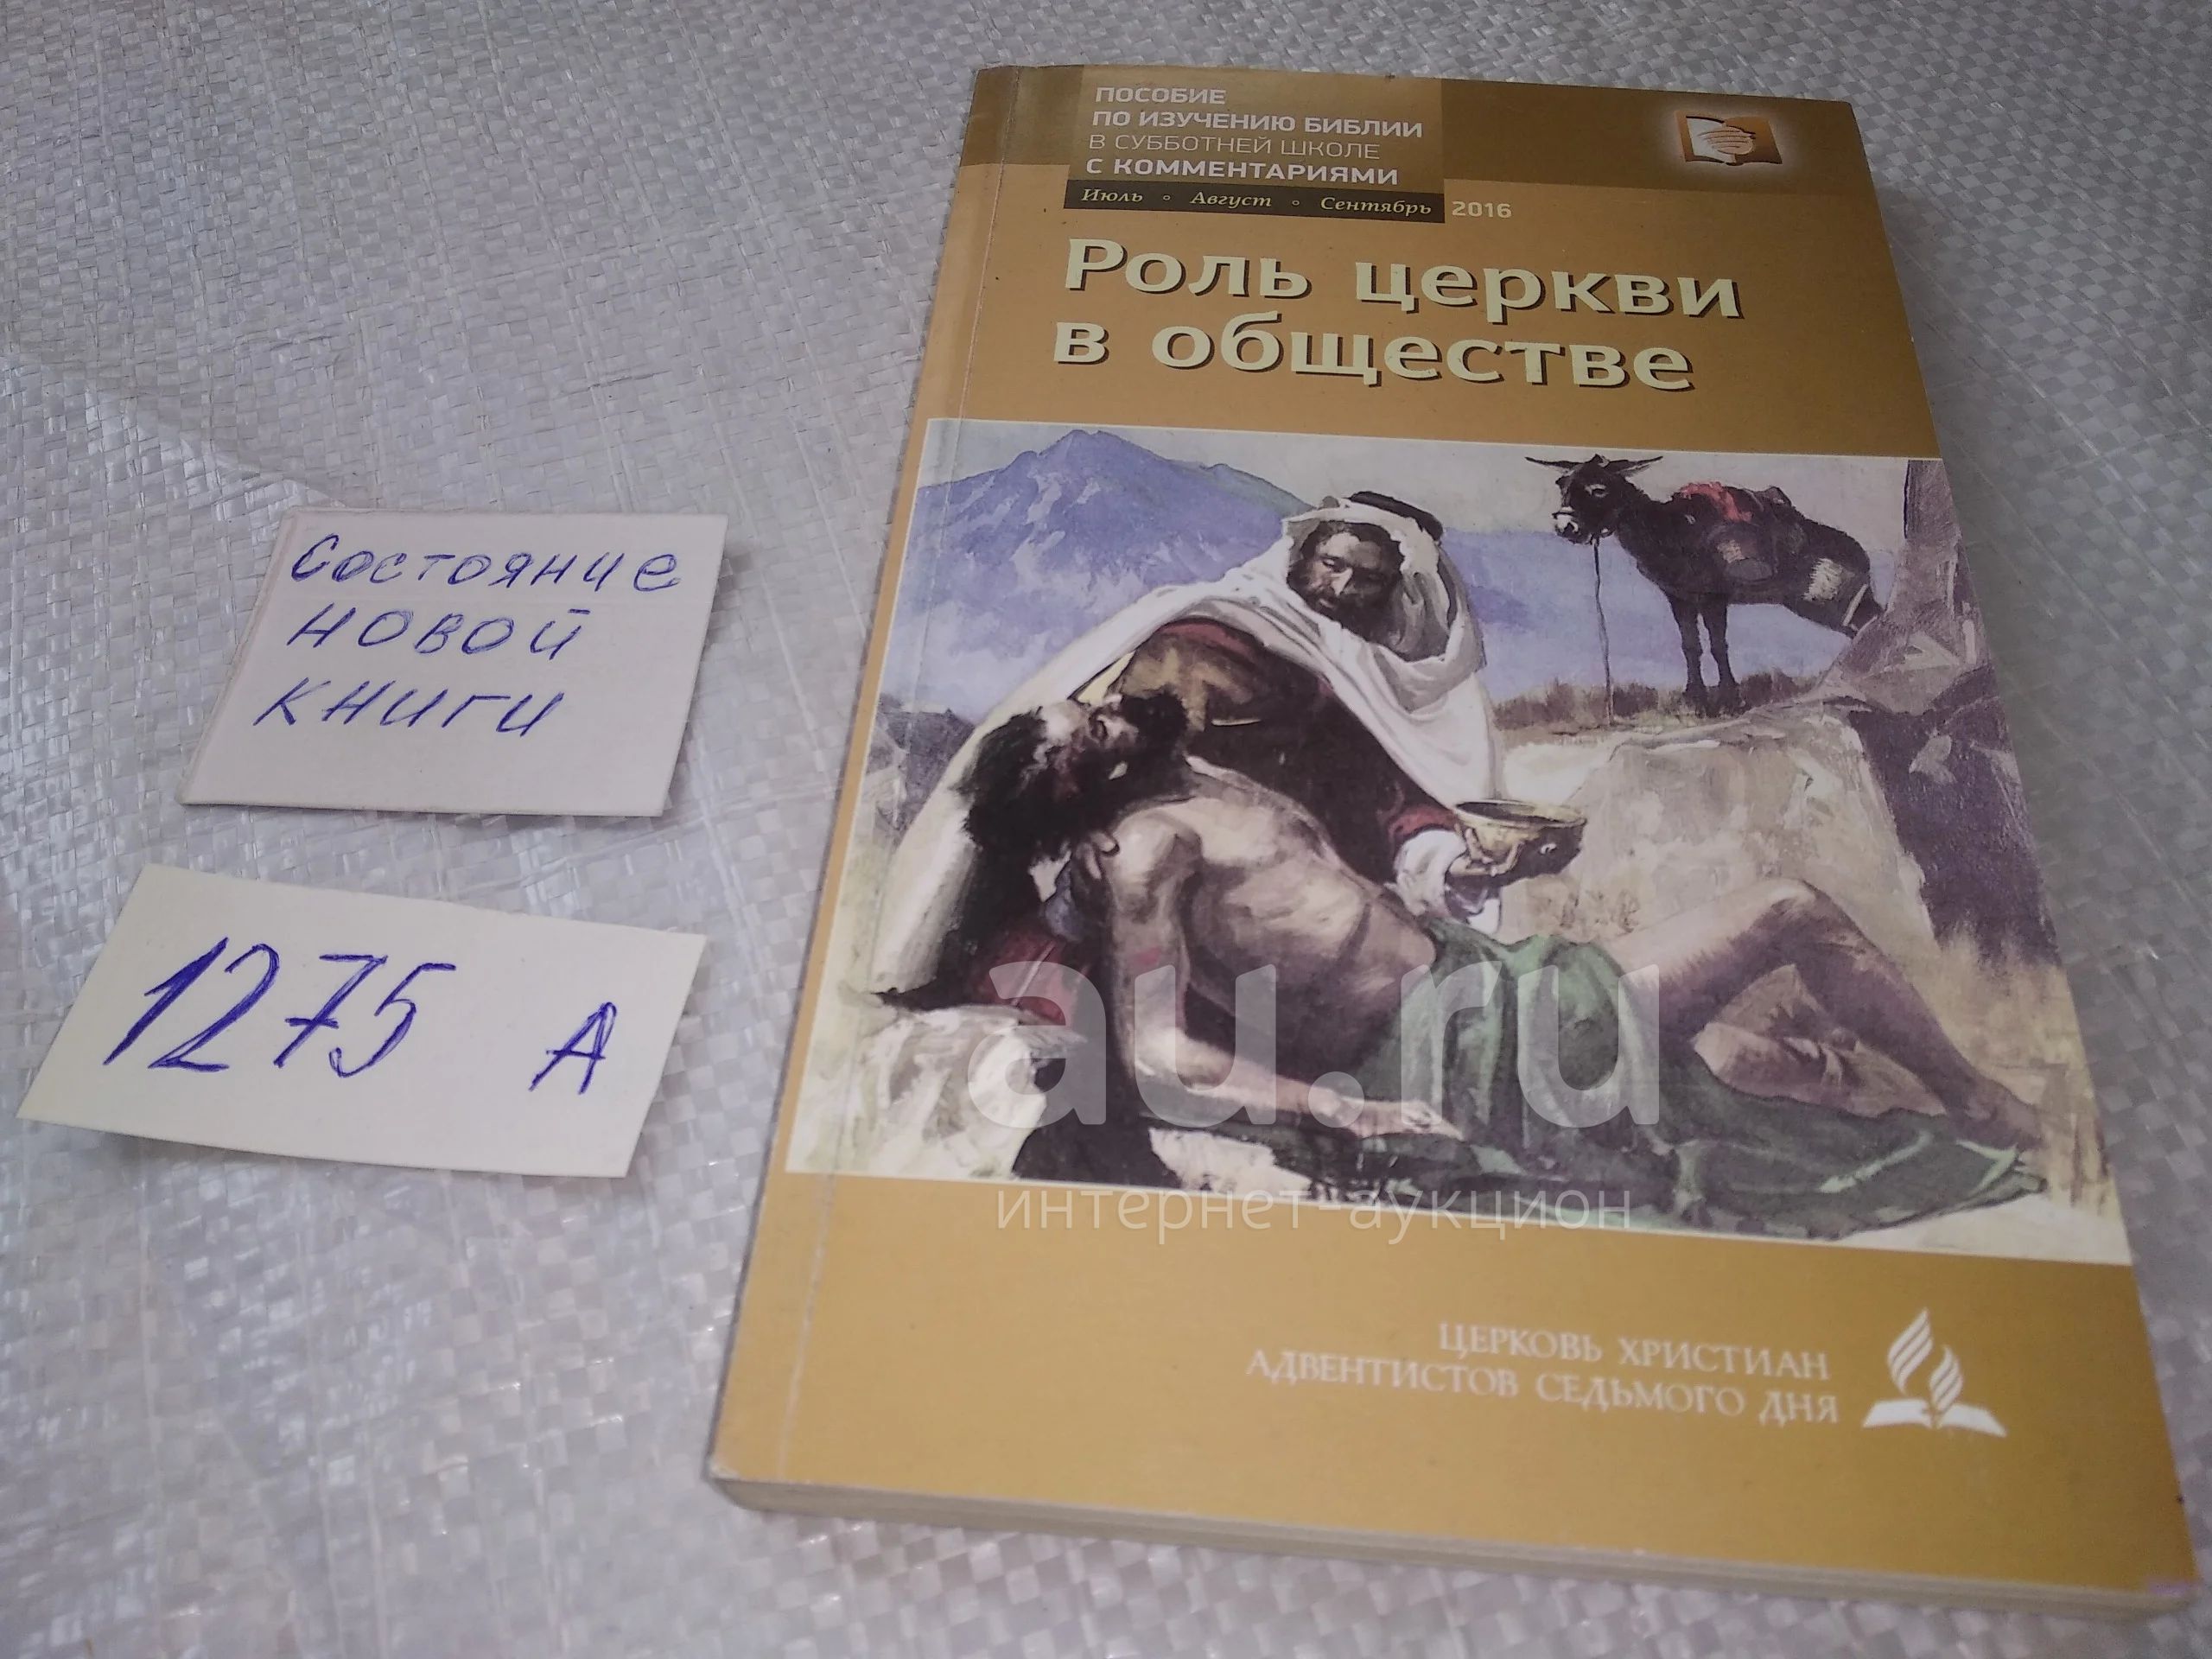 ПОСОБИЕ
ПО ИЗУЧЕНИЮ БИБЛИИ
В СУББОТНЕЙ ШКОЛЕ
С КОММЕНТАРИЯМИ
Июль ◦ Август ◦ Сентябрь 2016
Роль церкви
в обществе
Состояние
новой
книги
1275 А
au.ru
интернет-аукцион
ЦЕРКОВЬ ХРИСТИАН
АДВЕНТИСТОВ СЕДЬМОГО ДНЯ